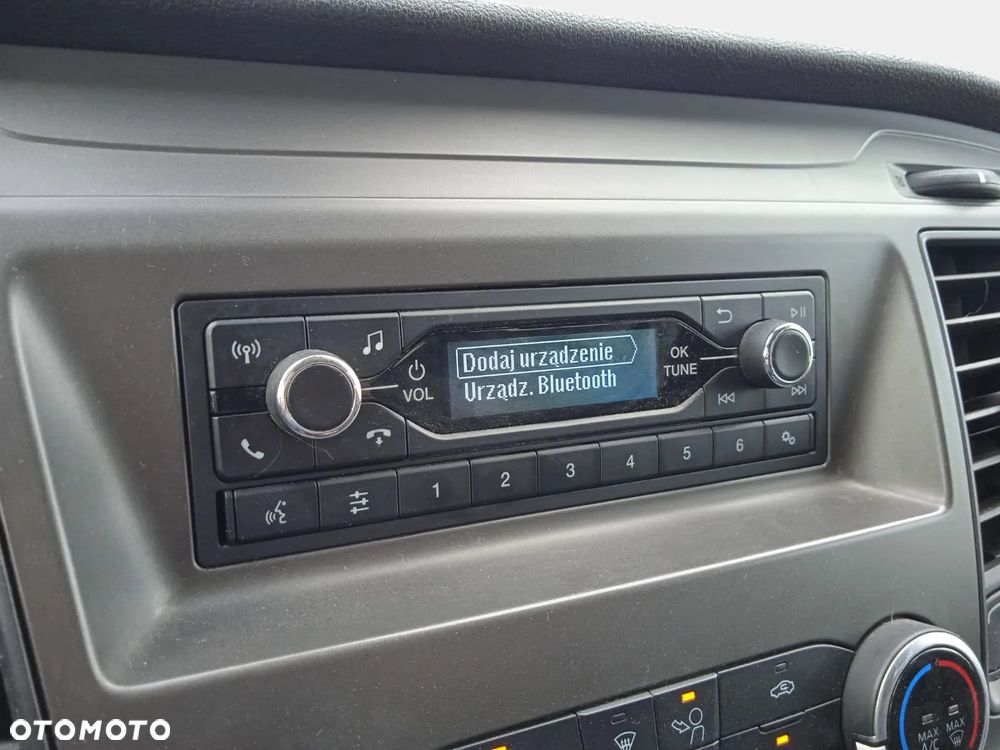 Dodaj urządzenie
Urządz. Bluetooth
VOL
OK
TUNE
1
2
3
4
5
6
MAX
A/C
MAX
OTOMOTO